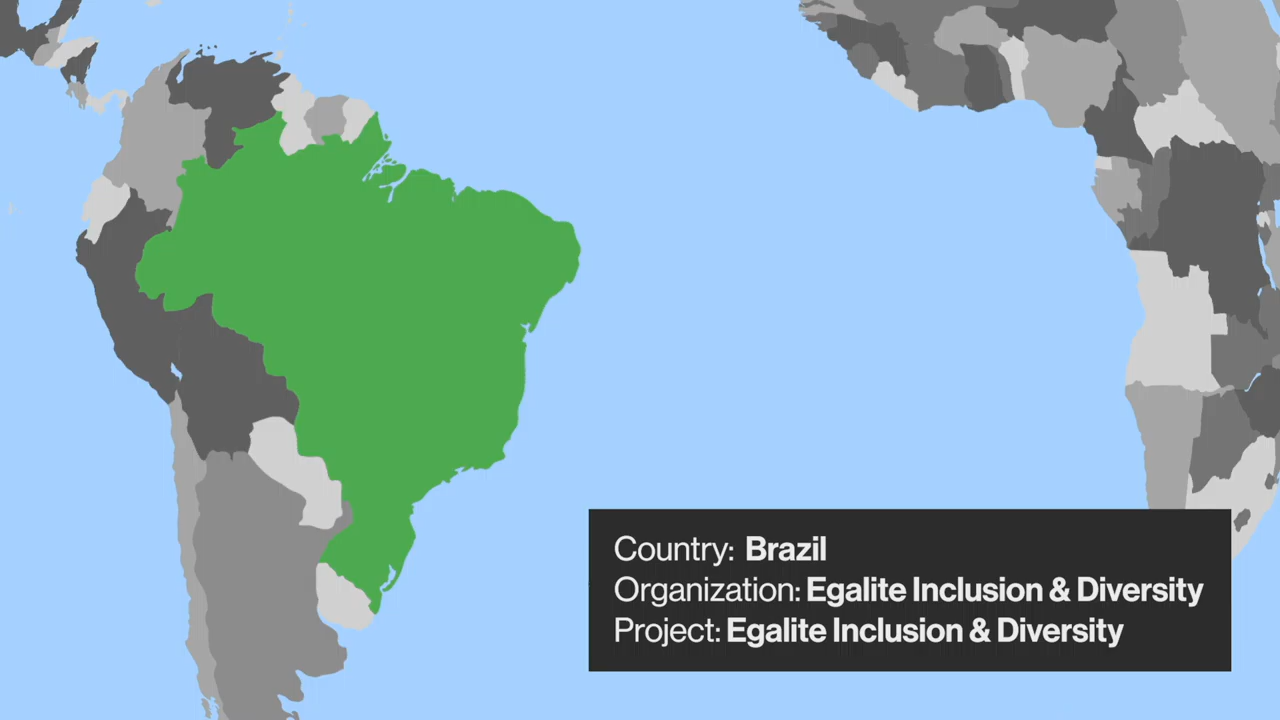 Country: Brazil
Organization: Egalite Inclusion & Diversity
Project: Egalite Inclusion & Diversity